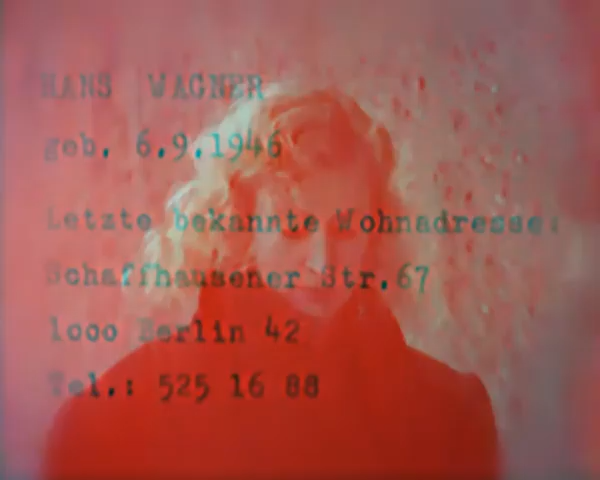 HANS WAGNER
geb. 6.9.1946
Letzte bekannte Wohnadresse:
Schaffhausener Str.67
1ooo Berlin 42
Tel.: 525 16 88